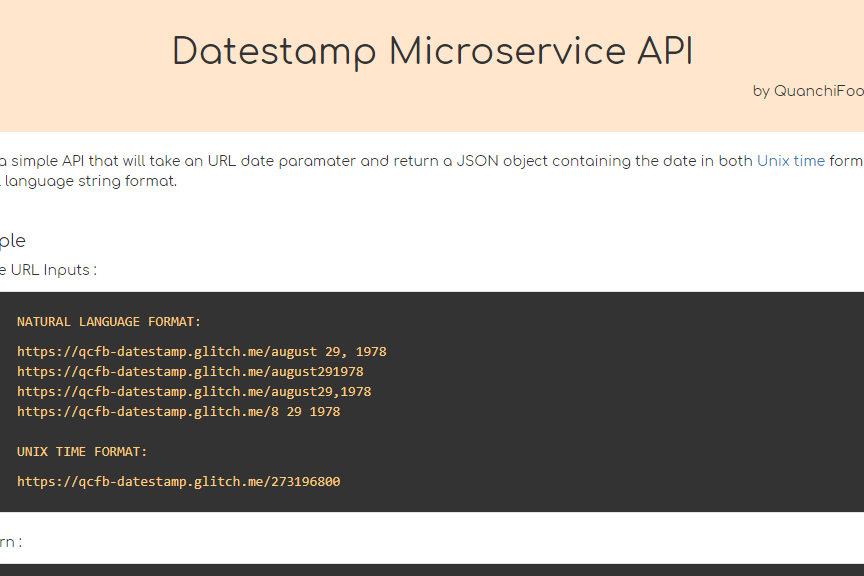 Datestamp Microservice API
by QuanchiFoo
a simple API that will take an URL date paramater and return a JSON object containing the date in both Unix time form
language string format.
ple
e URL Inputs :
NATURAL LANGUAGE FORMAT:
https://qcfb-datestamp.glitch.me/august 29, 1978
https://qcfb-datestamp.glitch.me/august291978
https://qcfb-datestamp.glitch.me/august29,1978
https://qcfb-datestamp.glitch.me/8 29 1978
UNIX TIME FORMAT:
https://qcfb-datestamp.glitch.me/273196800
rn :